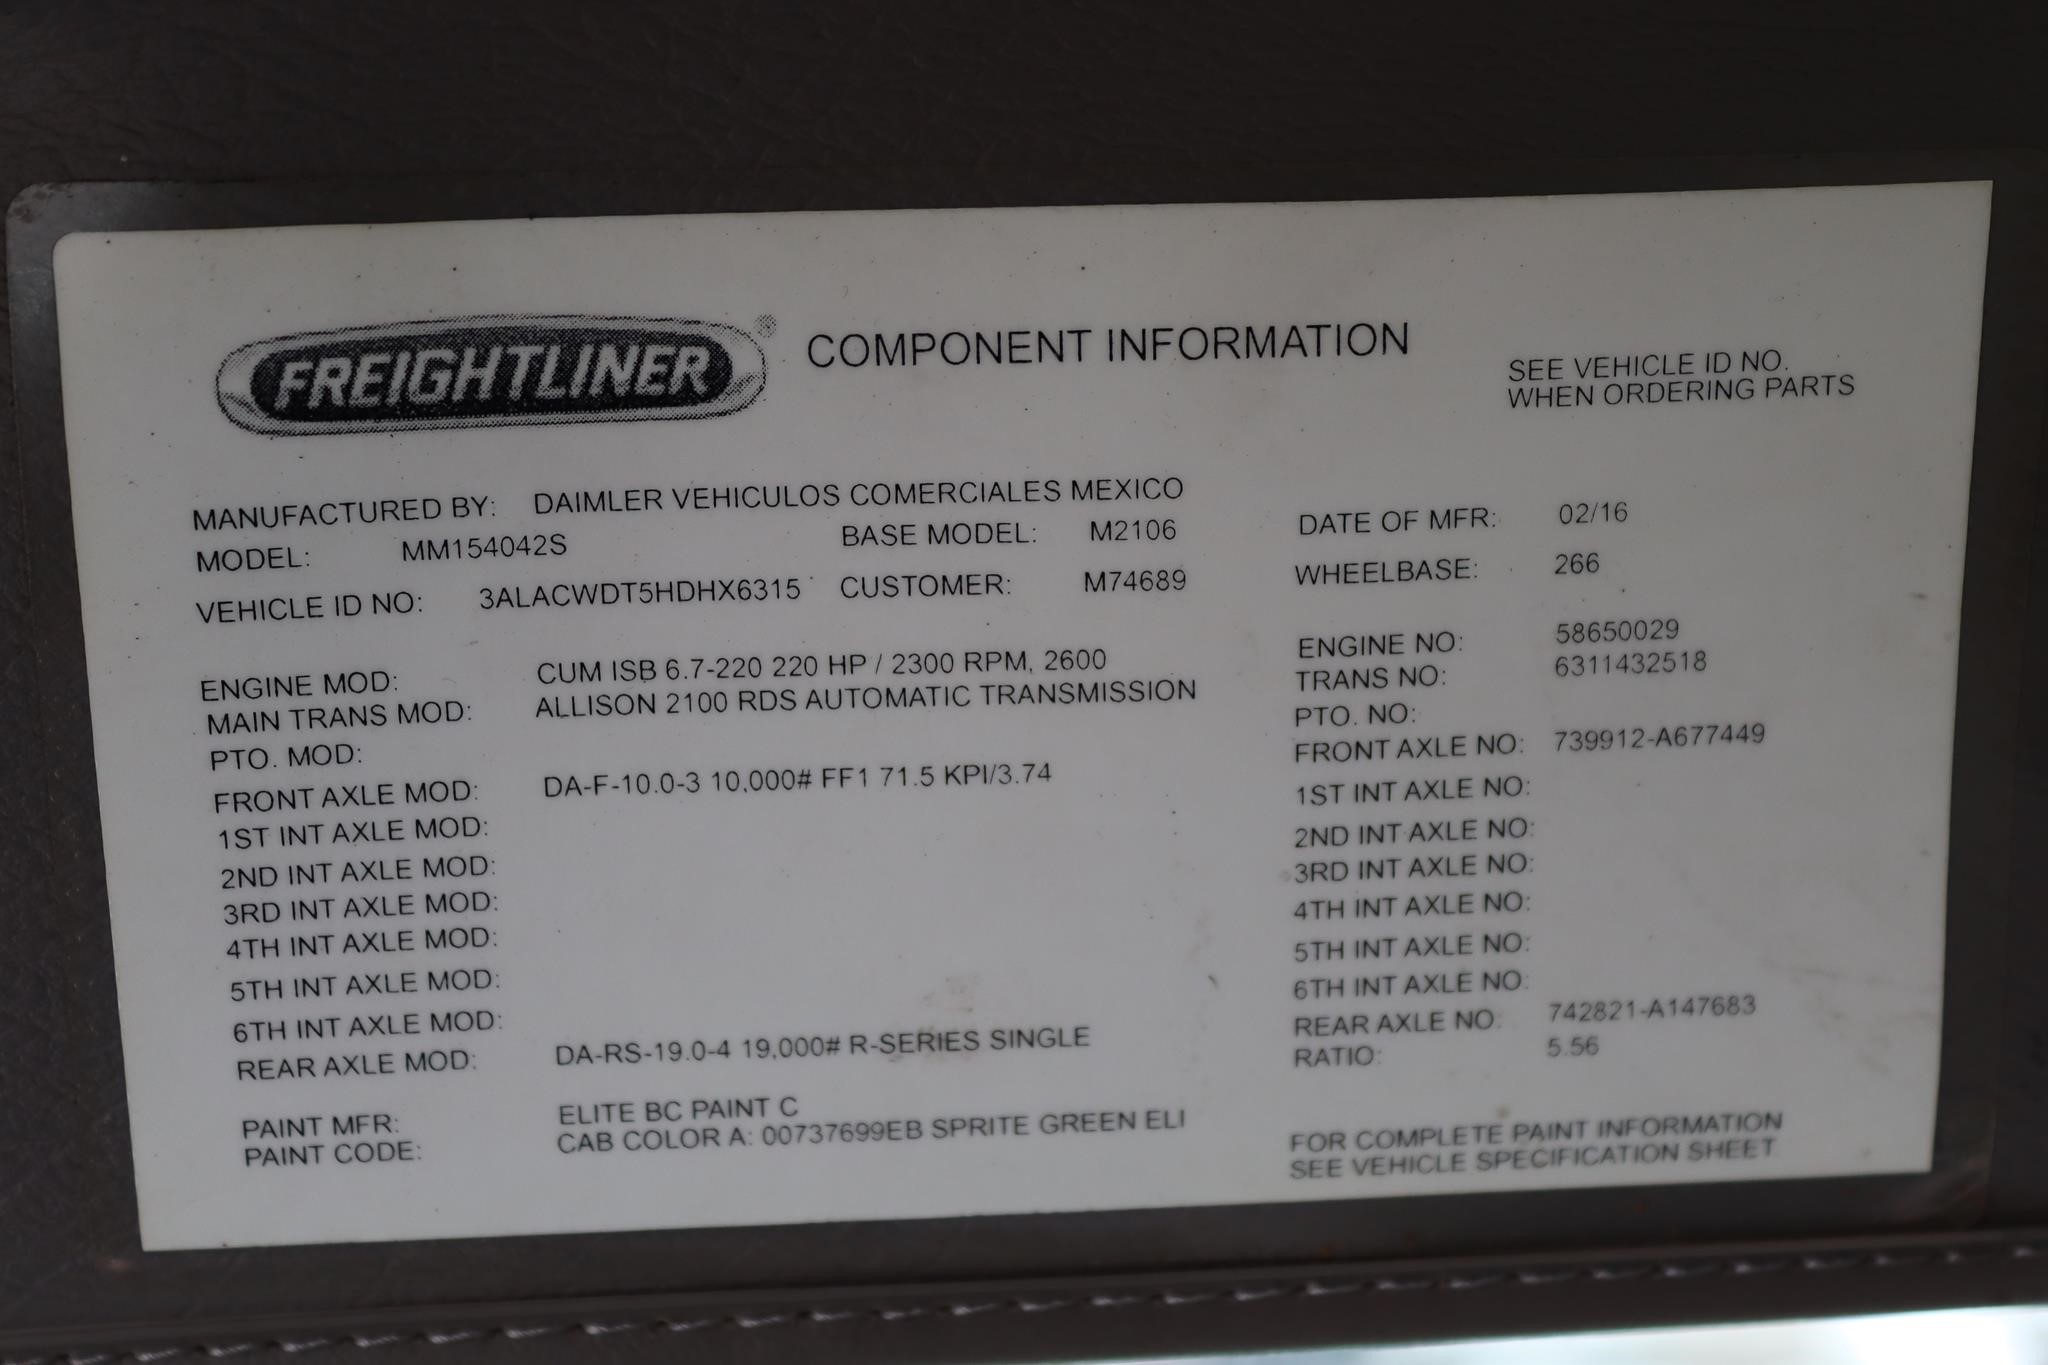 FREIGHTLINER®
COMPONENT INFORMATION
SEE VEHICLE ID NO.
WHEN ORDERING PARTS
MANUFACTURED BY: DAIMLER VEHICULOS COMERCIALES MEXICO
DATE OF MFR: 02/16
MODEL: MM154042S BASE MODEL: M2106
WHEELBASE: 266
VEHICLE ID NO: 3ALACWDT5HDHX6315 CUSTOMER: M74689
ENGINE MOD: CUM ISB 6.7-220 220 HP / 2300 RPM, 2600
ENGINE NO: 58650029
MAIN TRANS MOD: ALLISON 2100 RDS AUTOMATIC TRANSMISSION
TRANS NO: 6311432518
PTO. MOD:
PTO. NO:
FRONT AXLE MOD: DA-F-10.0-3 10,000# FF1 71.5 KPI/3.74
FRONT AXLE NO: 739912-A677449
1ST INT AXLE MOD:
1ST INT AXLE NO:
2ND INT AXLE MOD:
2ND INT AXLE NO:
3RD INT AXLE MOD:
3RD INT AXLE NO:
4TH INT AXLE MOD:
4TH INT AXLE NO:
5TH INT AXLE MOD:
5TH INT AXLE NO:
6TH INT AXLE MOD:
6TH INT AXLE NO:
REAR AXLE MOD: DA-RS-19.0-4 19,000# R-SERIES SINGLE
REAR AXLE NO: 742821-A147683
RATIO: 5.56
PAINT MFR: ELITE BC PAINT C
PAINT CODE: CAB COLOR A: 00737699EB SPRITE GREEN ELI
FOR COMPLETE PAINT INFORMATION
SEE VEHICLE SPECIFICATION SHEET